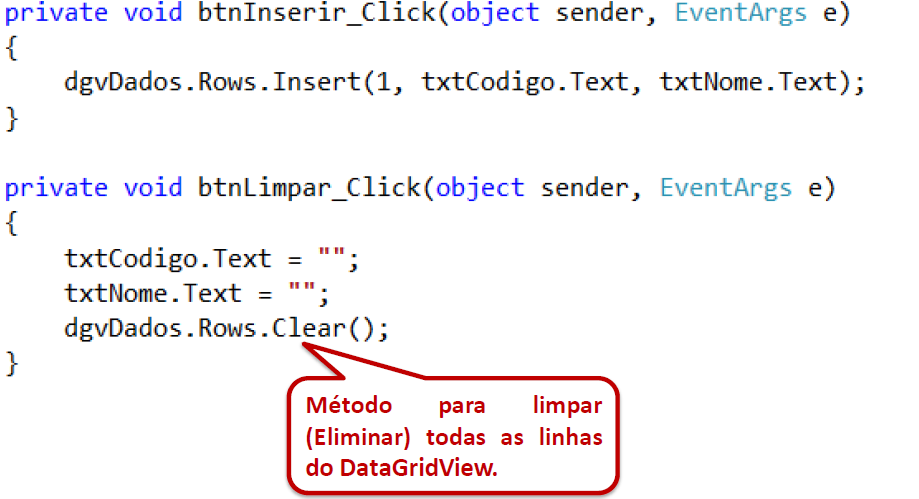 private void btnInserir_Click(object sender, EventArgs e)
{
    dgvDados.Rows.Insert(1, txtCodigo.Text, txtNome.Text);
}
private void btnLimpar_Click(object sender, EventArgs e)
{
    txtCodigo.Text = "";
    txtNome.Text = "";
    dgvDados.Rows.Clear();
}
Método para limpar
(Eliminar) todas as linhas
do DataGridView.